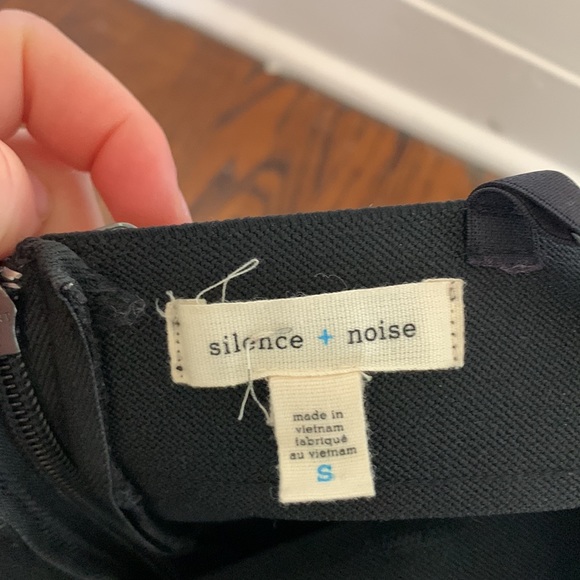 silence + noise
made in
vietnam
fabriqué
au vietnam
S